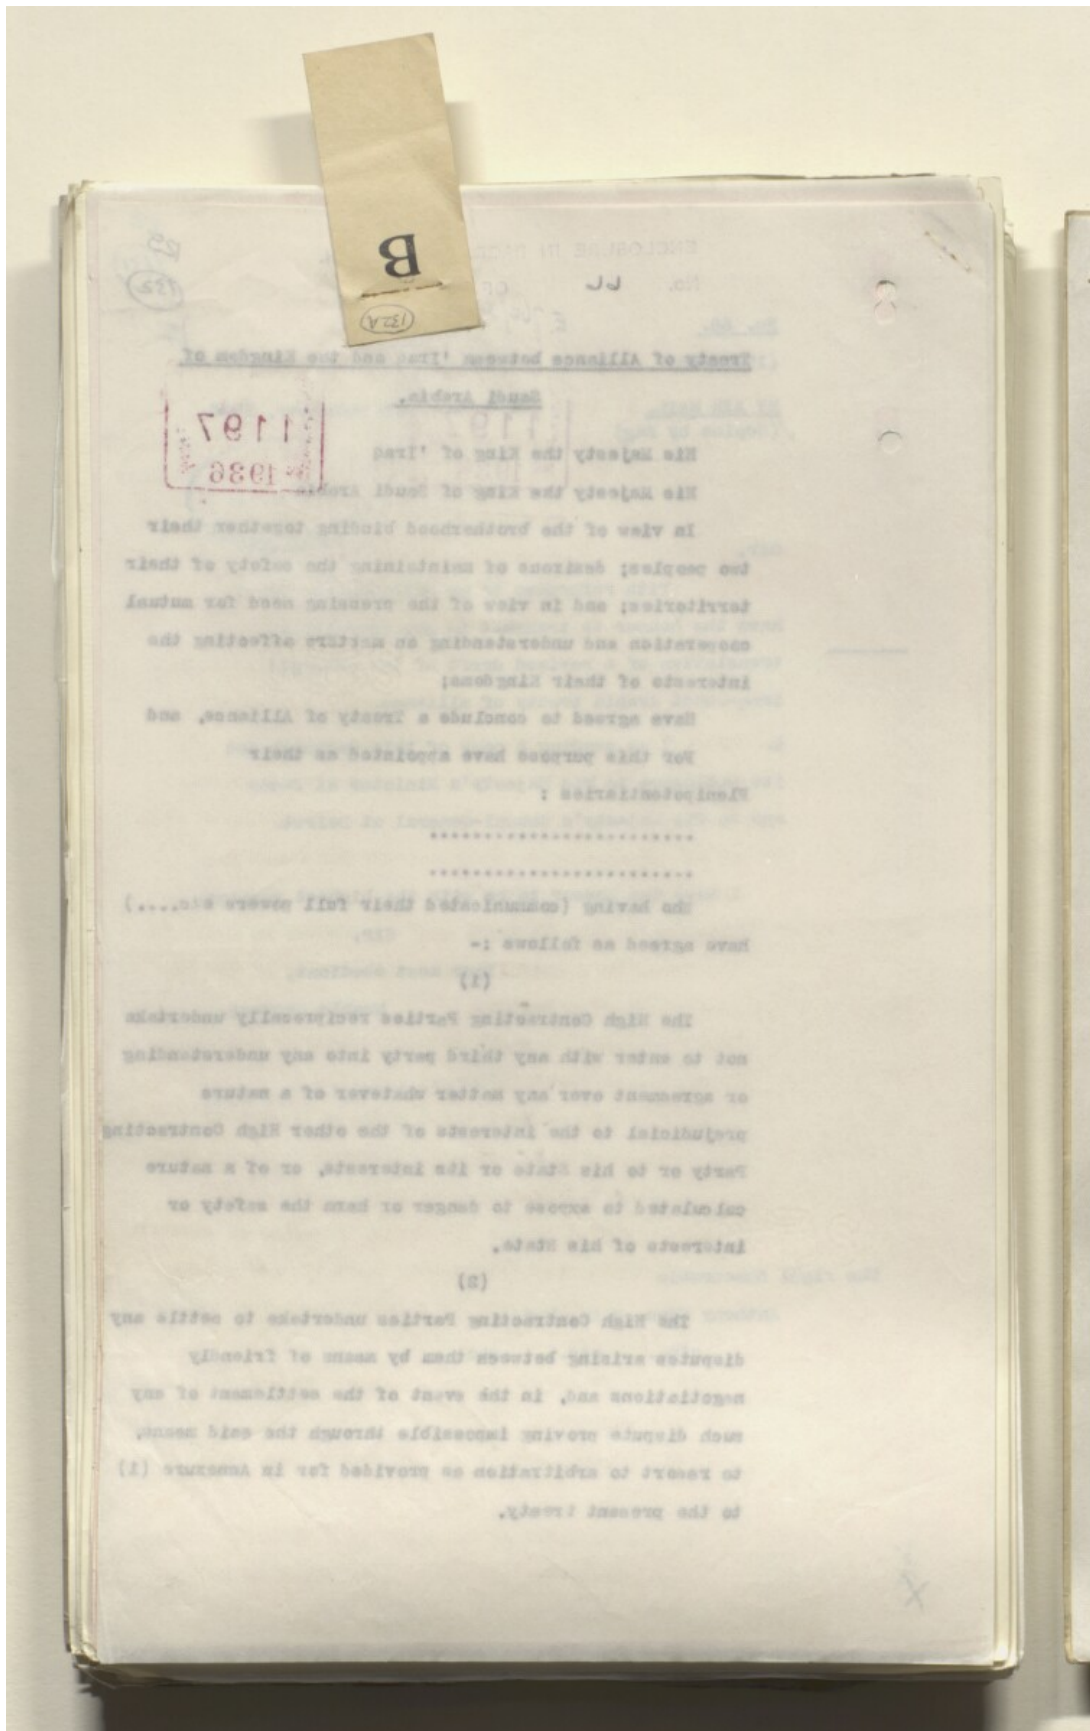 B
132A
ENCLOSURE IN
No.
Treaty of Alliance between 'Iraq and the Kingdom of
Saudi Arabia.
1197
1936
His Majesty the King of 'Iraq
His Majesty the King of Saudi Arabia
In view of the brotherhood binding together their
two peoples; desirous of maintaining the safety of their
territories; and in view of the pressing need for mutual
cooperation and understanding on matters affecting the
interests of their Kingdoms;
Have agreed to conclude a Treaty of Alliance, and
For this purpose have appointed as their
Plenipotentiaries :
........................
........................
Who having (communicated their full powers etc....)
have agreed as follows :-
(1)
The High Contracting Parties reciprocally undertake
not to enter with any third party into any understanding
or agreement over any matter whatever of a nature
prejudicial to the interests of the other High Contracting
Party or to his State or its interests, or of a nature
calculated to expose to danger or harm the safety or
interests of his State.
(2)
The High Contracting Parties undertake to settle any
disputes arising between them by means of friendly
negotiations and, in the event of the settlement of any
such dispute proving impossible through the said means,
to resort to arbitration as provided for in Annexure (1)
to the present treaty.